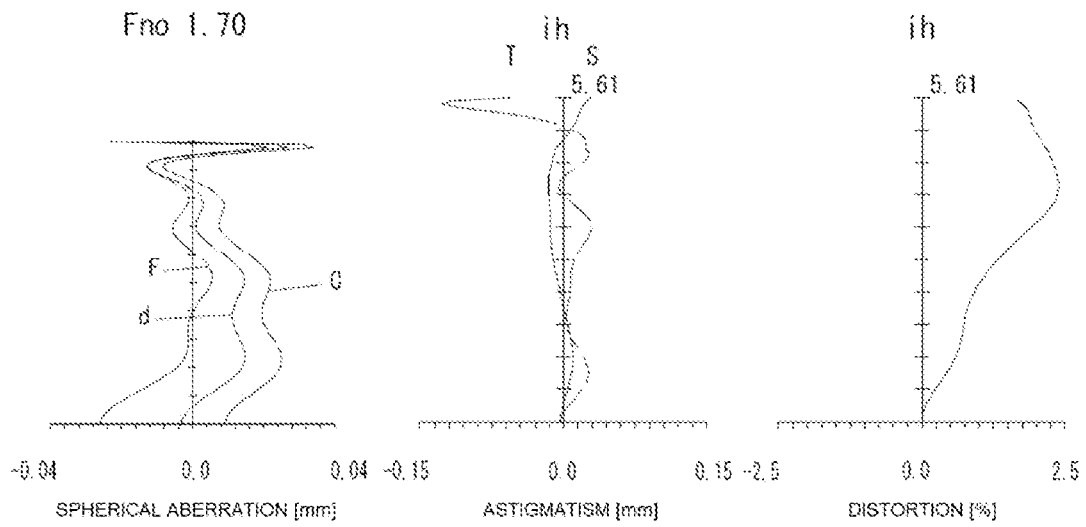 Fno 1.70
ih
ih
T S
5.61
5.61
F
C
d
-0.04 0.0 0.04
-0.15 0.0 0.15
-2.5 0.0 2.5
SPHERICAL ABERRATION [mm]
ASTIGMATISM [mm]
DISTORTION [%]